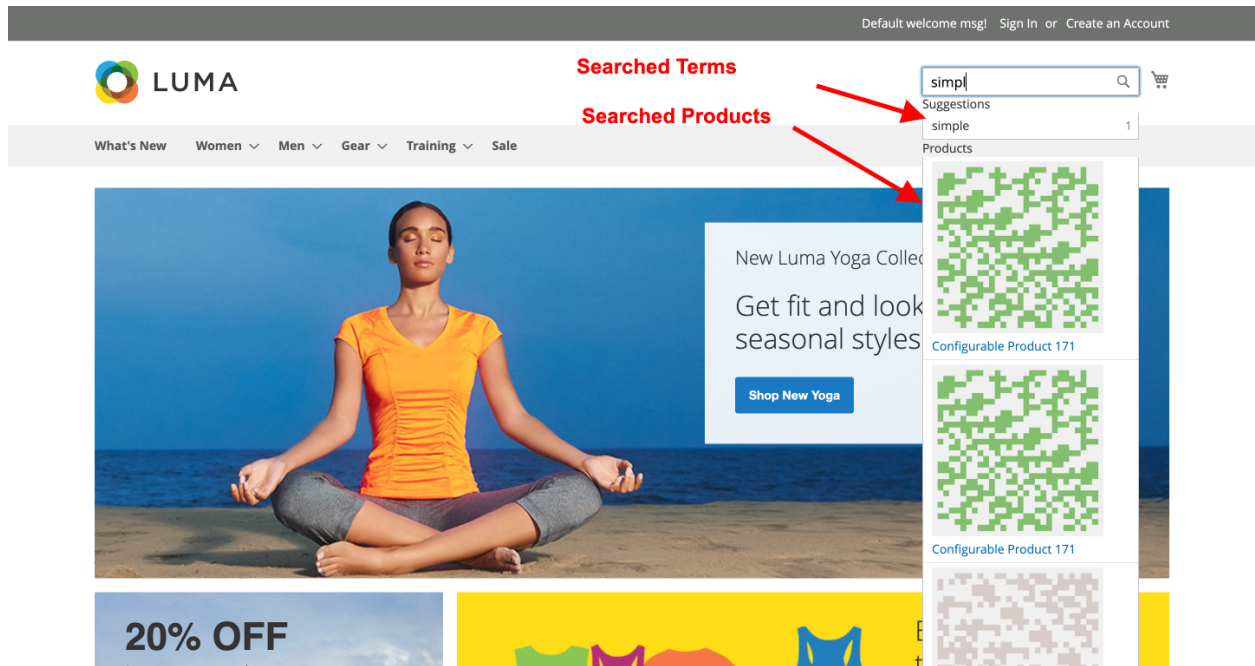 Default welcome msg! Sign In or Create an Account
LUMA
Searched Terms
simpl
Suggestions
Searched Products
simple 1
What's New Women Men Gear Training Sale
Products
New Luma Yoga Collec
Get fit and look
seasonal styles
Shop New Yoga
Configurable Product 171
Configurable Product 171
20% OFF